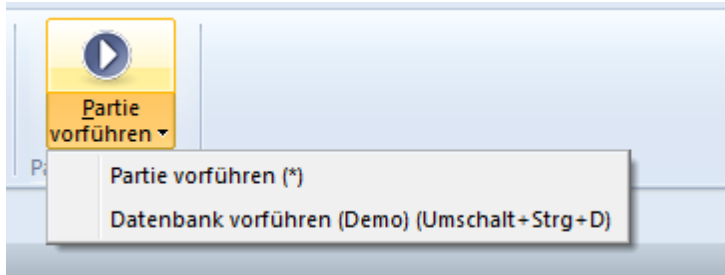 Partie
vorführen
Partie vorführen (*)
Datenbank vorführen (Demo) (Umschalt+Strg+D)